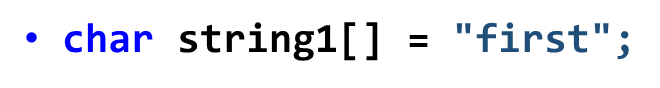 • char string1[] = "first";